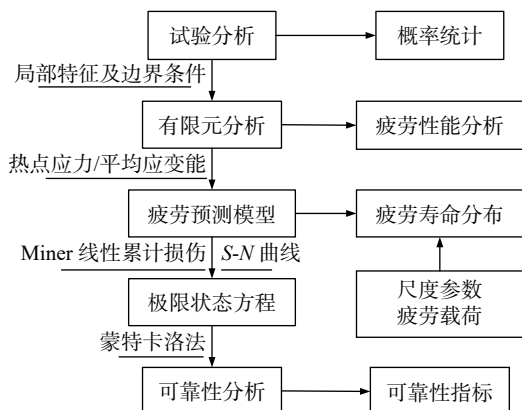 试验分析
概率统计
局部特征及边界条件
有限元分析
疲劳性能分析
热点应力/平均应变能
疲劳预测模型
疲劳寿命分布
Miner 线性累计损伤
S-N 曲线
极限状态方程
尺度参数
疲劳载荷
蒙特卡洛法
可靠性分析
可靠性指标